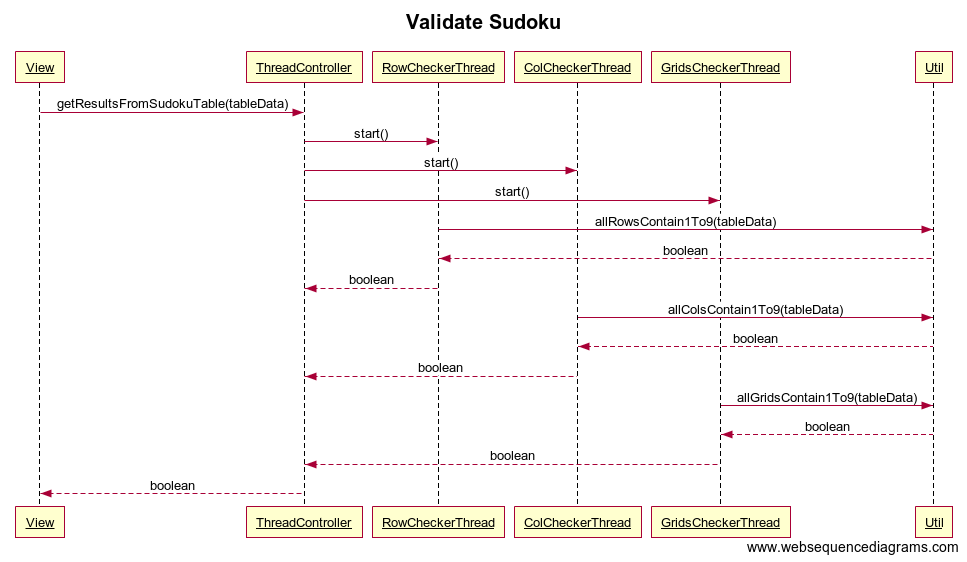 Validate Sudoku
View
ThreadController
RowCheckerThread
ColCheckerThread
GridsCheckerThread
Util
getResultsFromSudokuTable(tableData)
start()
start()
start()
allRowsContain1To9(tableData)
boolean
boolean
allColsContain1To9(tableData)
boolean
boolean
allGridsContain1To9(tableData)
boolean
boolean
boolean
View
ThreadController
RowCheckerThread
ColCheckerThread
GridsCheckerThread
Util
www.websequencediagrams.com